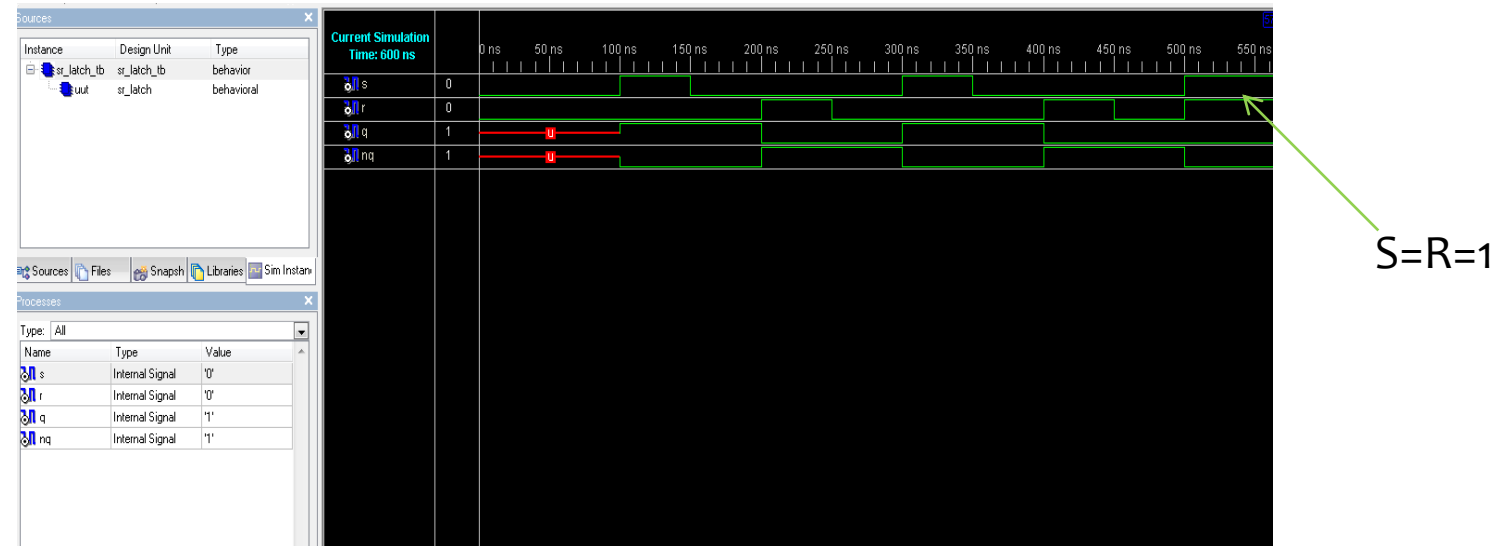 Sources
Instance Design Unit Type
sr_latch_tb sr_latch_tb behavior
uut sr_latch behavioral
Sources Files Snapsh Libraries Sim Instan
Processes
Type: All
Name Type Value
s Internal Signal '0'
r Internal Signal '0'
q Internal Signal '1'
nq Internal Signal '1'
Current Simulation
Time: 600 ns
0 ns 50 ns 100 ns 150 ns 200 ns 250 ns 300 ns 350 ns 400 ns 450 ns 500 ns 550 ns
s 0
r 0
q 1 U
nq 1 U
S=R=1